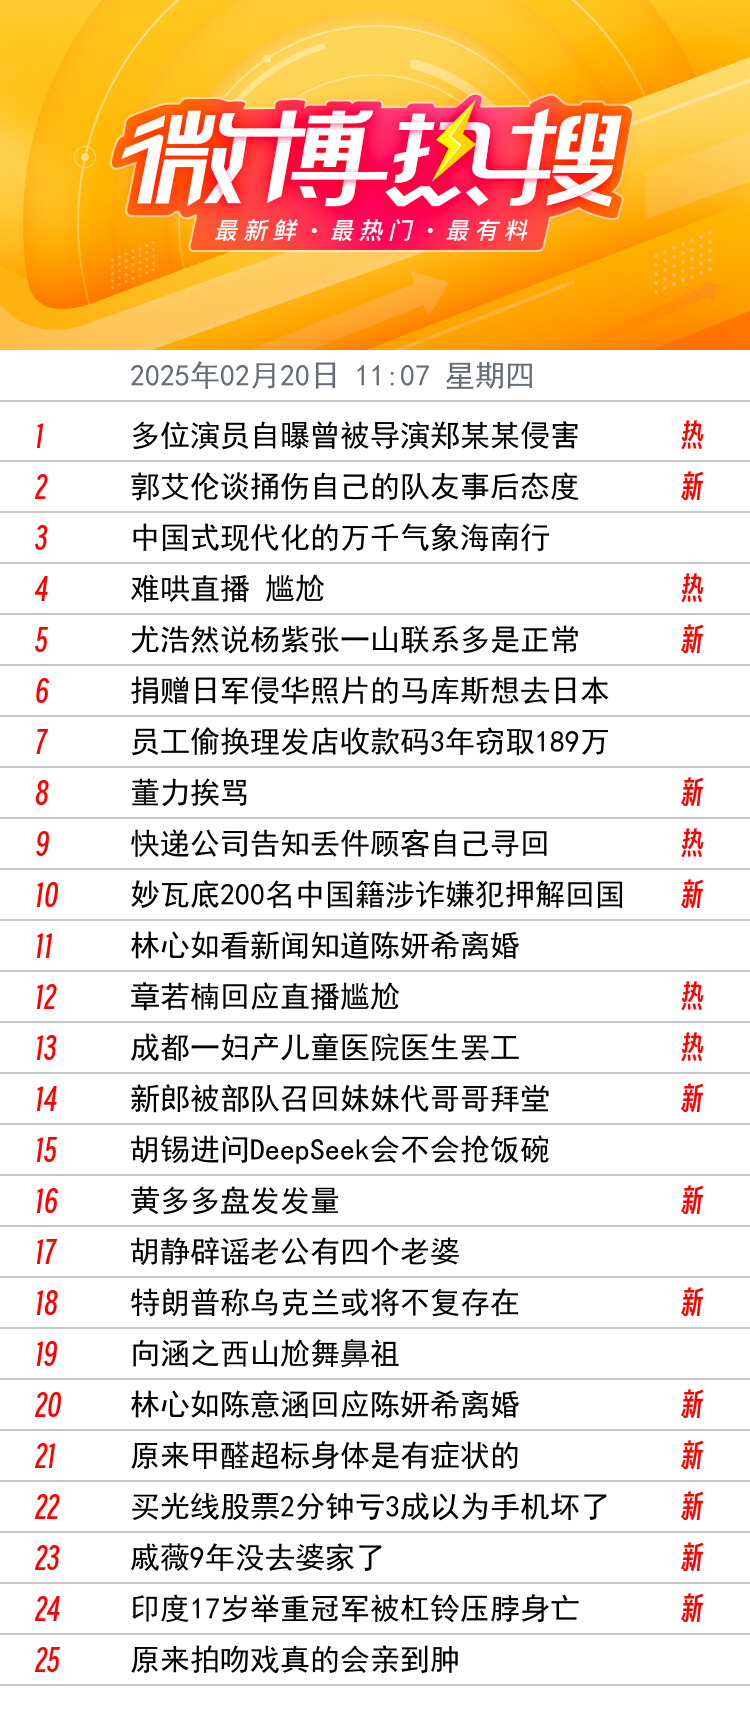 微博热搜
最新鲜·最热门·最有料
2025年02月20日 11:07 星期四
1 多位演员自曝曾被导演郑某某侵害 热
2 郭艾伦谈捅伤自己的队友事后态度 新
3 中国式现代化的万千气象海南行
4 难哄直播 尴尬 热
5 尤浩然说杨紫张一山联系多是正常 新
6 捐赠日军侵华照片的马库斯想去日本
7 员工偷换理发店收款码3年窃取189万
8 董力挨骂 新
9 快递公司告知丢件顾客自己寻回 热
10 妙瓦底200名中国籍涉诈嫌犯押解回国 新
11 林心如看新闻知道陈妍希离婚
12 章若楠回应直播尴尬 热
13 成都一妇产儿童医院医生罢工 热
14 新郎被部队召回妹妹代哥哥拜堂 新
15 胡锡进问DeepSeek会不会抢饭碗
16 黄多多盘发发量 新
17 胡静辟谣老公有四个老婆
18 特朗普称乌克兰或将不复存在 新
19 向涵之西山尬舞鼻祖
20 林心如陈意涵回应陈妍希离婚 新
21 原来甲醛超标身体是有症状的 新
22 买光线股票2分钟亏3成以为手机坏了 新
23 戚薇9年没去婆家了 新
24 印度17岁举重冠军被杠铃压脖身亡 新
25 原来拍吻戏真的会亲到肿